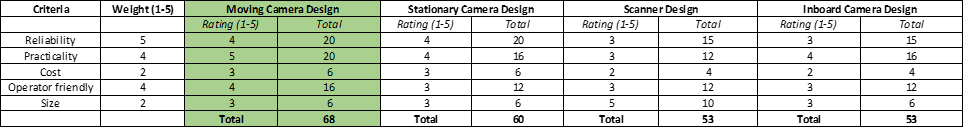 Criteria Weight (1-5) Moving Camera Design Stationary Camera Design Scanner Design Inboard Camera Design
Rating (1-5) Total Rating (1-5) Total Rating (1-5) Total Rating (1-5) Total
Reliability 5 4 20 4 20 3 15 3 15
Practicality 4 5 20 4 16 3 12 4 16
Cost 2 3 6 3 6 2 4 2 4
Operator friendly 4 4 16 3 12 3 12 3 12
Size 2 3 6 3 6 5 10 3 6
Total 68 Total 60 Total 53 Total 53